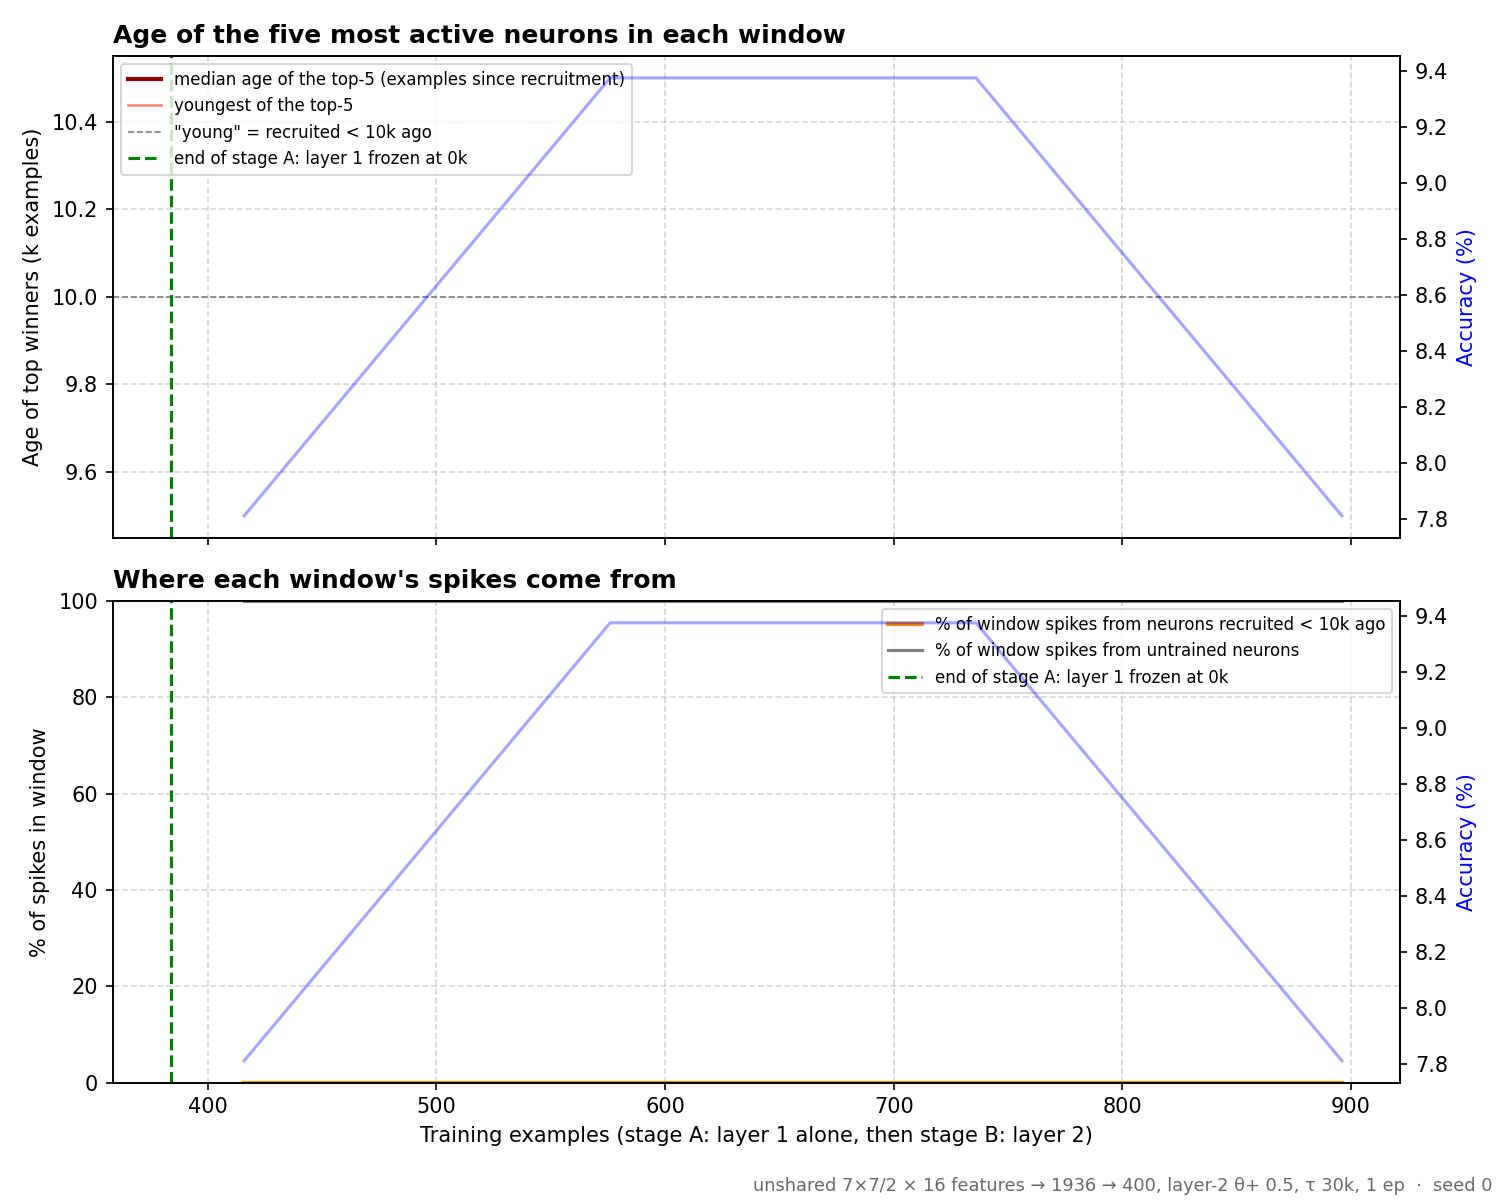 Age of the five most active neurons in each window
median age of the top-5 (examples since recruitment)
youngest of the top-5
"young" = recruited < 10k ago
end of stage A: layer 1 frozen at 0k
Age of top winners (k examples)
10.4
10.2
10.0
9.8
9.6
9.4
9.2
9.0
8.8
8.6
8.4
8.2
8.0
7.8
Accuracy (%)
Where each window's spikes come from
% of window spikes from neurons recruited < 10k ago
% of window spikes from untrained neurons
end of stage A: layer 1 frozen at 0k
% of spikes in window
100
80
60
40
20
0
9.4
9.2
9.0
8.8
8.6
8.4
8.2
8.0
7.8
Accuracy (%)
400 500 600 700 800 900
Training examples (stage A: layer 1 alone, then stage B: layer 2)
unshared 7×7/2 × 16 features → 1936 → 400, layer-2 θ+ 0.5, τ 30k, 1 ep · seed 0